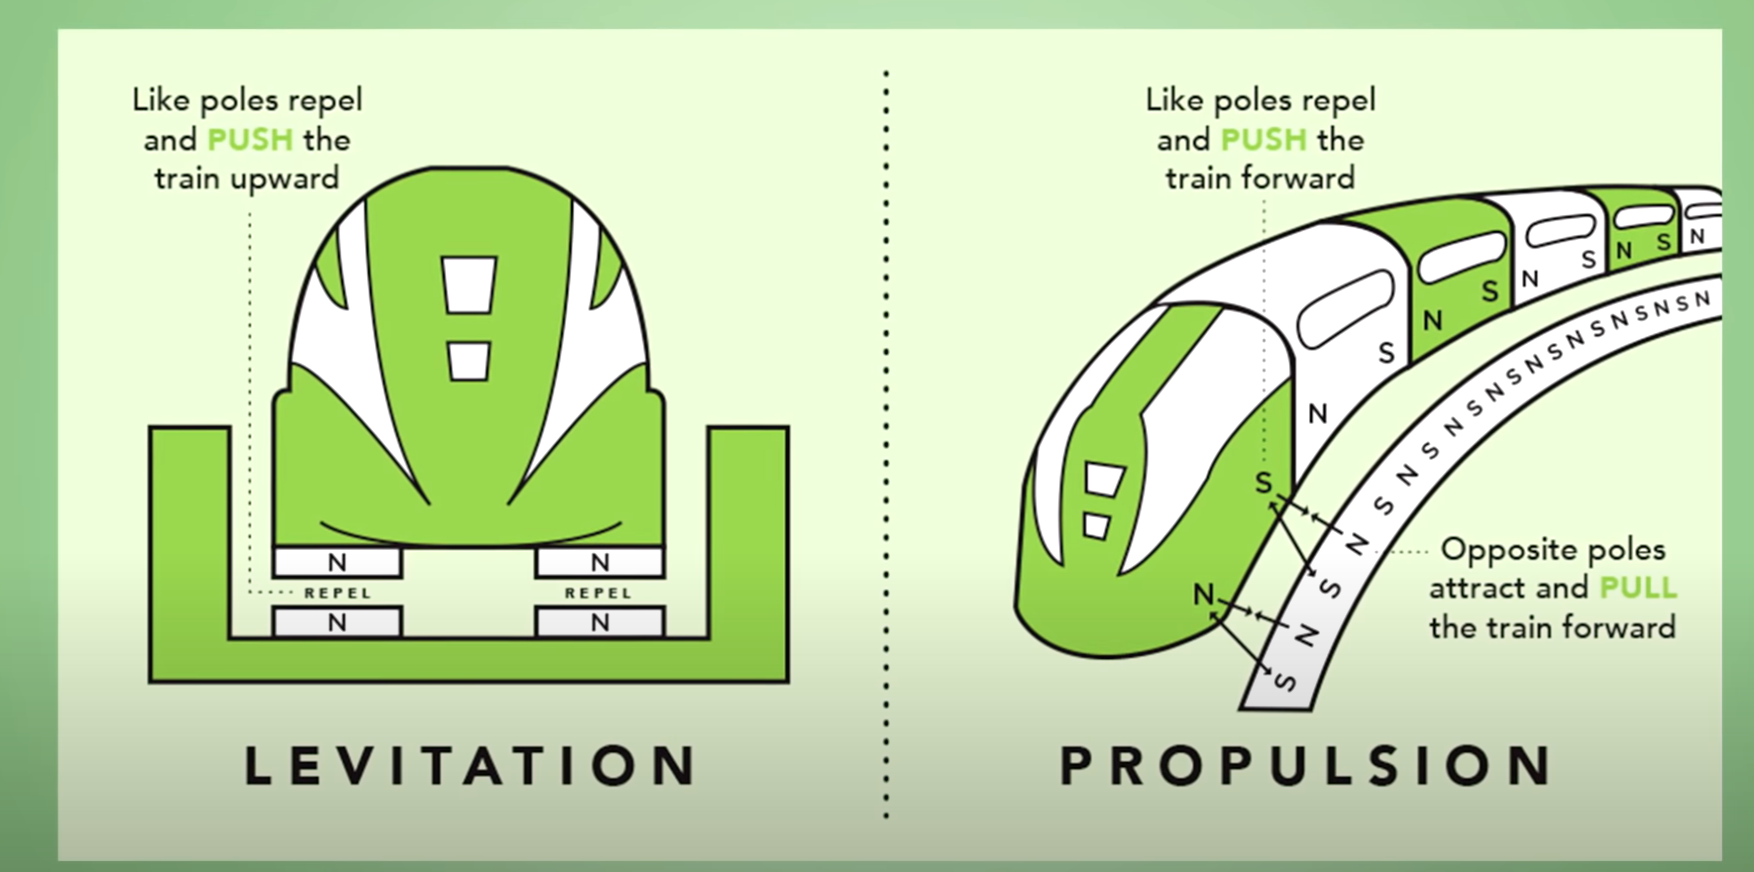 Like poles repel
and PUSH the
train upward
N
N
REPEL
REPEL
N
N
LEVITATION
Like poles repel
and PUSH the
train forward
N
S
N
S
N
S
N
S
N
S
N
S N S N S N S N S N S N S N S N S N S N
Opposite poles
attract and PULL
the train forward
PROPULSION